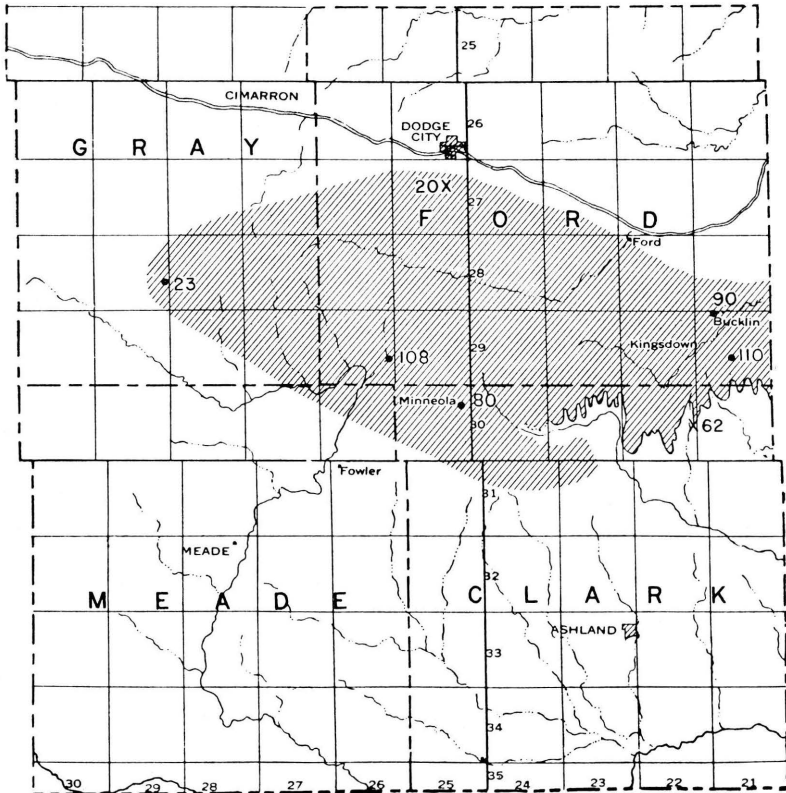 25
CIMARRON
26
DODGE
CITY
G R A Y
20X
27
F O R D
Ford
28
23
90
Bucklin
29
Kingsdown
108
110
Minneola
80
30
X 62
Fowler
31
MEADE
32
M E A D E
C L A R K
ASHLAND
33
34
35
30 29 28 27 26 25 24 23 22 21